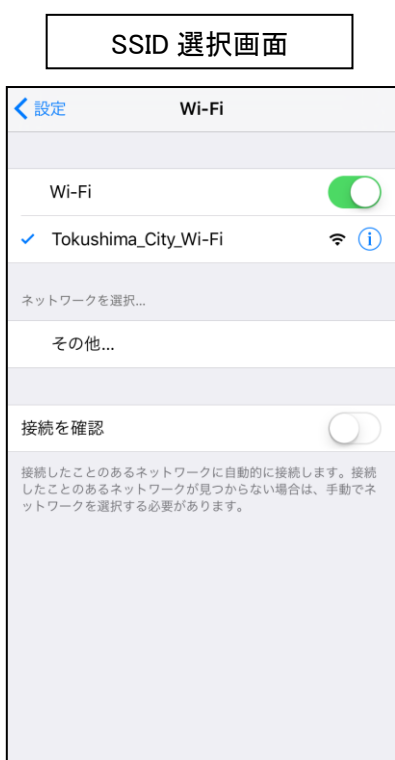 SSID 選択画面
設定
Wi-Fi
Wi-Fi
Tokushima_City_Wi-Fi
ネットワークを選択...
その他...
接続を確認
接続したことのあるネットワークに自動的に接続します。接続
したことのあるネットワークが見つからない場合は、手動でネ
ットワークを選択する必要があります。